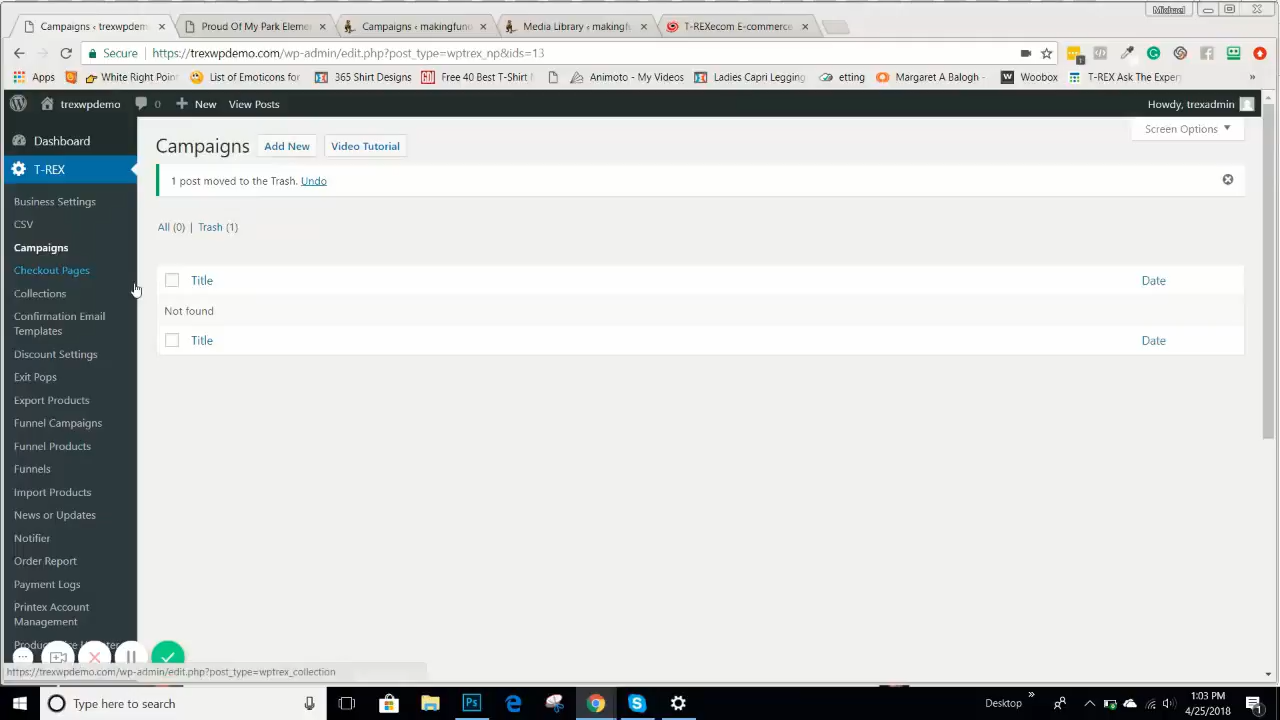 Michael
Campaigns ‹ trexwpdemo
Proud Of My Park Eleme
Campaigns ‹ makingfun
Media Library ‹ makingf
T-REXecom E-commerce
Secure
https://trexwpdemo.com/wp-admin/edit.php?post_type=wptrex_np&ids=13
Apps
White Right Poin
List of Emoticons for
365 Shirt Designs
Free 40 Best T-Shirt
Animoto - My Videos
Ladies Capri Legging
etting
Margaret A Balogh
Woobox
T-REX Ask The Exper
»
trexwpdemo
0
New
View Posts
Howdy, trexadmin
Dashboard
T-REX
Business Settings
CSV
Campaigns
Checkout Pages
Collections
Confirmation Email
Templates
Discount Settings
Exit Pops
Export Products
Funnel Campaigns
Funnel Products
Funnels
Import Products
News or Updates
Notifier
Order Report
Payment Logs
Printex Account
Management
Screen Options
Campaigns
Add New
Video Tutorial
1 post moved to the Trash. Undo
All (0) | Trash (1)
Title
Date
Not found
Title
Date
https://trexwpdemo.com/wp-admin/edit.php?post_type=wptrex_collection
Type here to search
Ps
Desktop
»
1:03 PM
4/25/2018
1